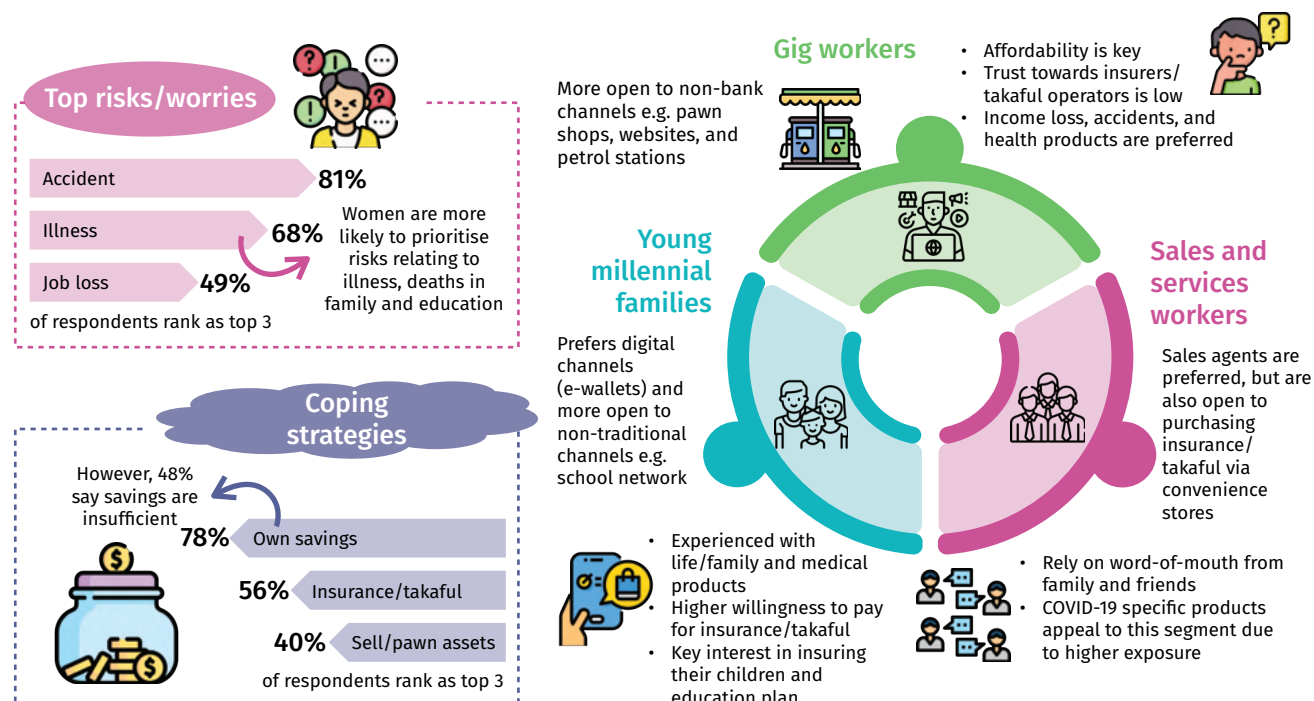 Top risks/worries
Accident
81%
Illness
68%
Job loss
49%
of respondents rank as top 3
Women are more
likely to prioritise
risks relating to
illness, deaths in
family and education
Coping
strategies
However, 48%
say savings are
insufficient
78%
Own savings
56%
Insurance/takaful
40%
Sell/pawn assets
of respondents rank as top 3
Gig workers
More open to non-bank
channels e.g. pawn
shops, websites, and
petrol stations
• Affordability is key
• Trust towards insurers/
takaful operators is low
• Income loss, accidents, and
health products are preferred
Young
millennial
families
Prefers digital
channels
(e-wallets) and
more open to
non-traditional
channels e.g.
school network
• Experienced with
life/family and medical
products
• Higher willingness to pay
for insurance/takaful
• Key interest in insuring
their children and
education plan
Sales and
services
workers
Sales agents are
preferred, but are
also open to
purchasing
insurance/
takaful via
convenience
stores
• Rely on word-of-mouth from
family and friends
• COVID-19 specific products
appeal to this segment due
to higher exposure